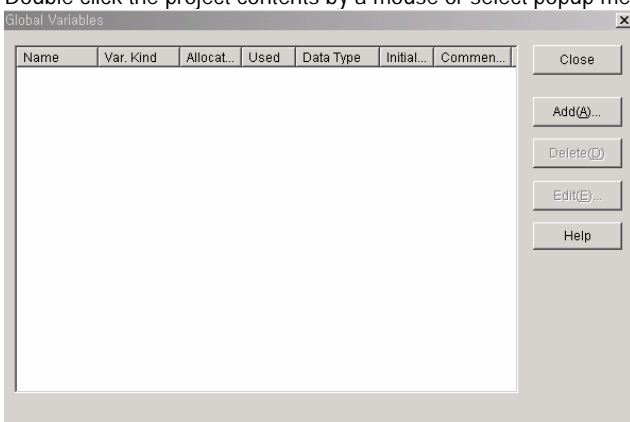 Double click the project contents by a mouse or select popup me
Global Variables
Name Var. Kind Allocat... Used Data Type Initial... Commen...
Close
Add(A)...
Delete(D)
Edit(E)...
Help